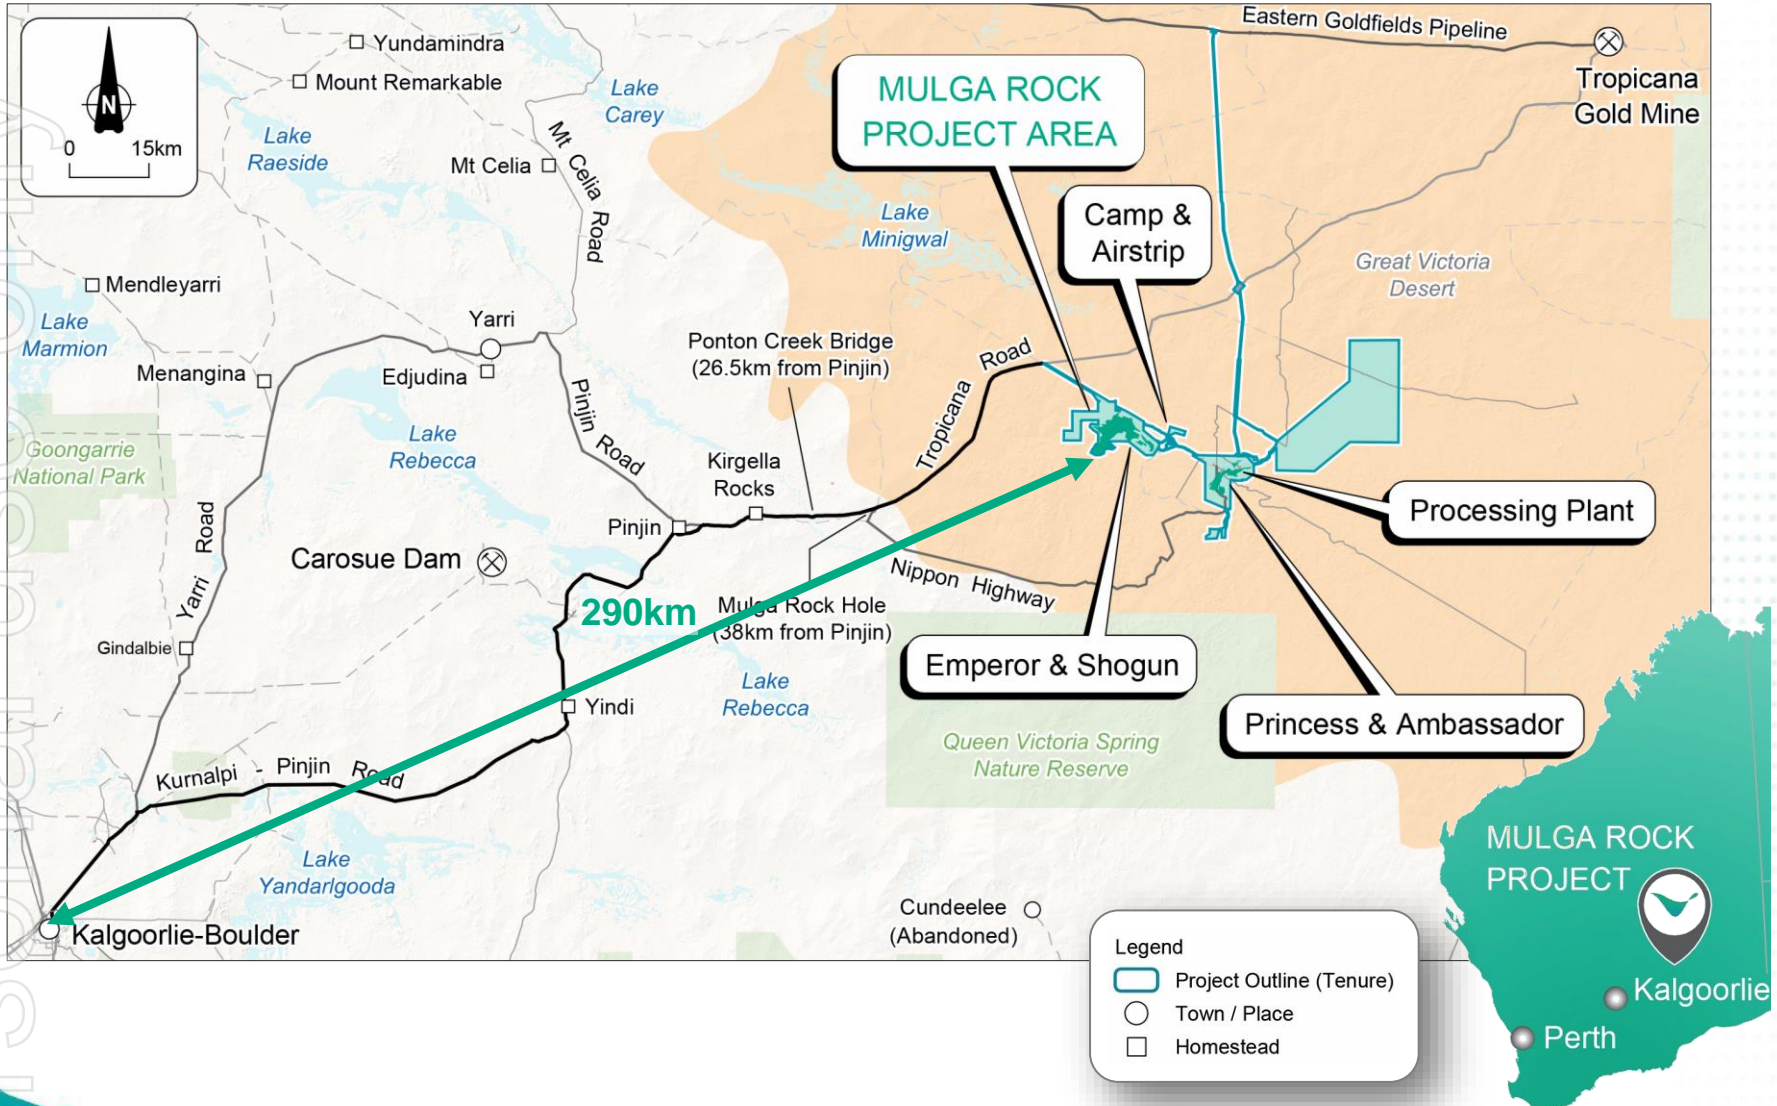 Eastern Goldfields Pipeline
Yundamindra
Mount Remarkable
N
0 15km
Lake
Carey
Lake
Raeside
Mt Celia
Mt Celia Road
MULGA ROCK
PROJECT AREA
Tropicana
Gold Mine
Camp &
Airstrip
Lake
Minigwal
Great Victoria
Desert
Mendleyarri
Lake
Marmion
Yarri
Menangina
Edjudina
Ponton Creek Bridge
(26.5km from Pinjin)
Tropicana Road
Pinjin Road
Goongarrie
National Park
Lake
Rebecca
Kirgella
Rocks
Pinjin
Processing Plant
Carosue Dam
Yarri Road
Nippon Highway
290km
Mulga Rock Hole
(38km from Pinjin)
Gindalbie
Emperor & Shogun
Lake
Rebecca
Yindi
Princess & Ambassador
Queen Victoria Spring
Nature Reserve
Kurnalpi - Pinjin Road
Lake
Yandarlgooda
Kalgoorlie-Boulder
Cundeelee
(Abandoned)
Legend
Project Outline (Tenure)
Town / Place
Homestead
MULGA ROCK
PROJECT
Kalgoorlie
Perth